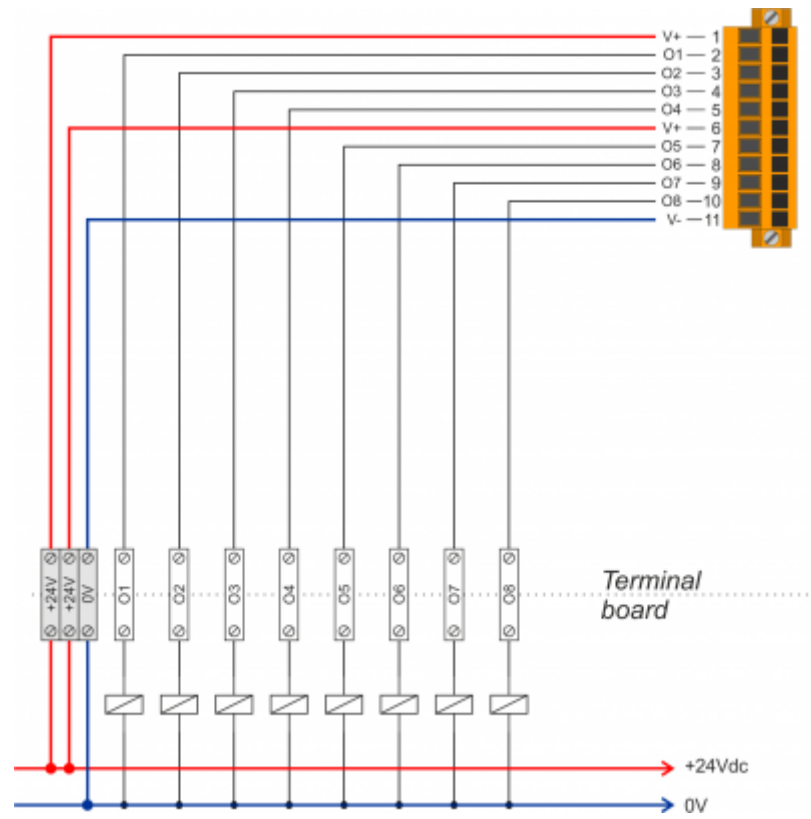 V+ — 1
O1 — 2
O2 — 3
O3 — 4
O4 — 5
V+ — 6
O5 — 7
O6 — 8
O7 — 9
O8 — 10
V- — 11
+24V +24V 0V O1 O2 O3 O4 O5 O6 O7 O8
Terminal
board
+24Vdc
0V